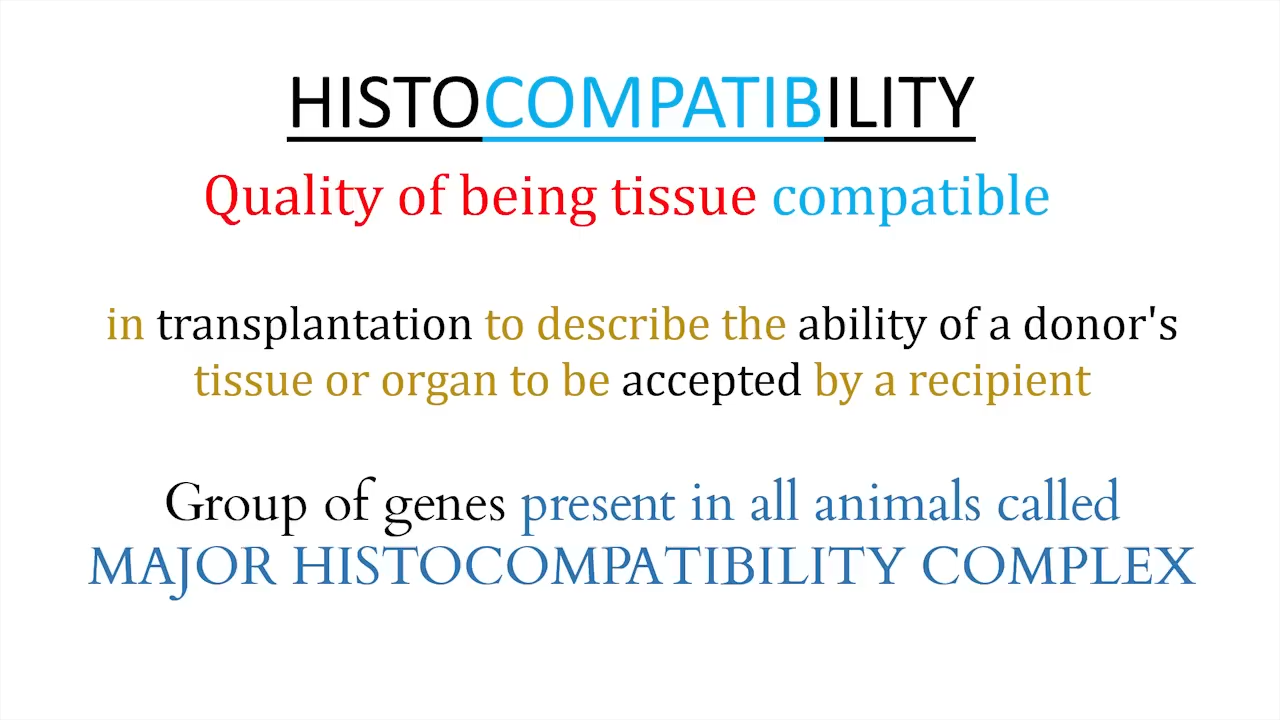 HISTOCOMPATIBILITY
Quality of being tissue compatible
in transplantation to describe the ability of a donor's
tissue or organ to be accepted by a recipient
Group of genes present in all animals called
MAJOR HISTOCOMPATIBILITY COMPLEX